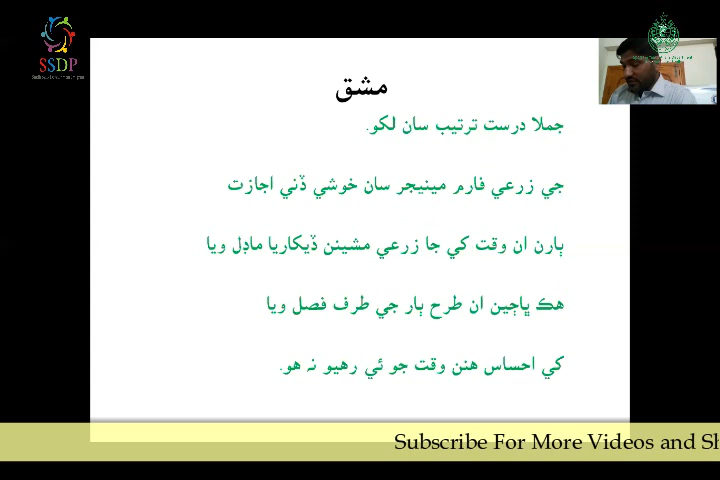 SSDP
مشق
جملا درست ترتيب سان لکو.
جي زرعي فارم مينيجر سان خوشي ڏني اجازت
ٻارن ان وقت کي جا زرعي مشينن ڏيکاريا ماڊل ويا
هڪ ڀاڄين ان طرح ٻار جي طرف فصل ويا
کي احساس هنن وقت جو ئي رهيو نہ هو.
Subscribe For More Videos and Sh